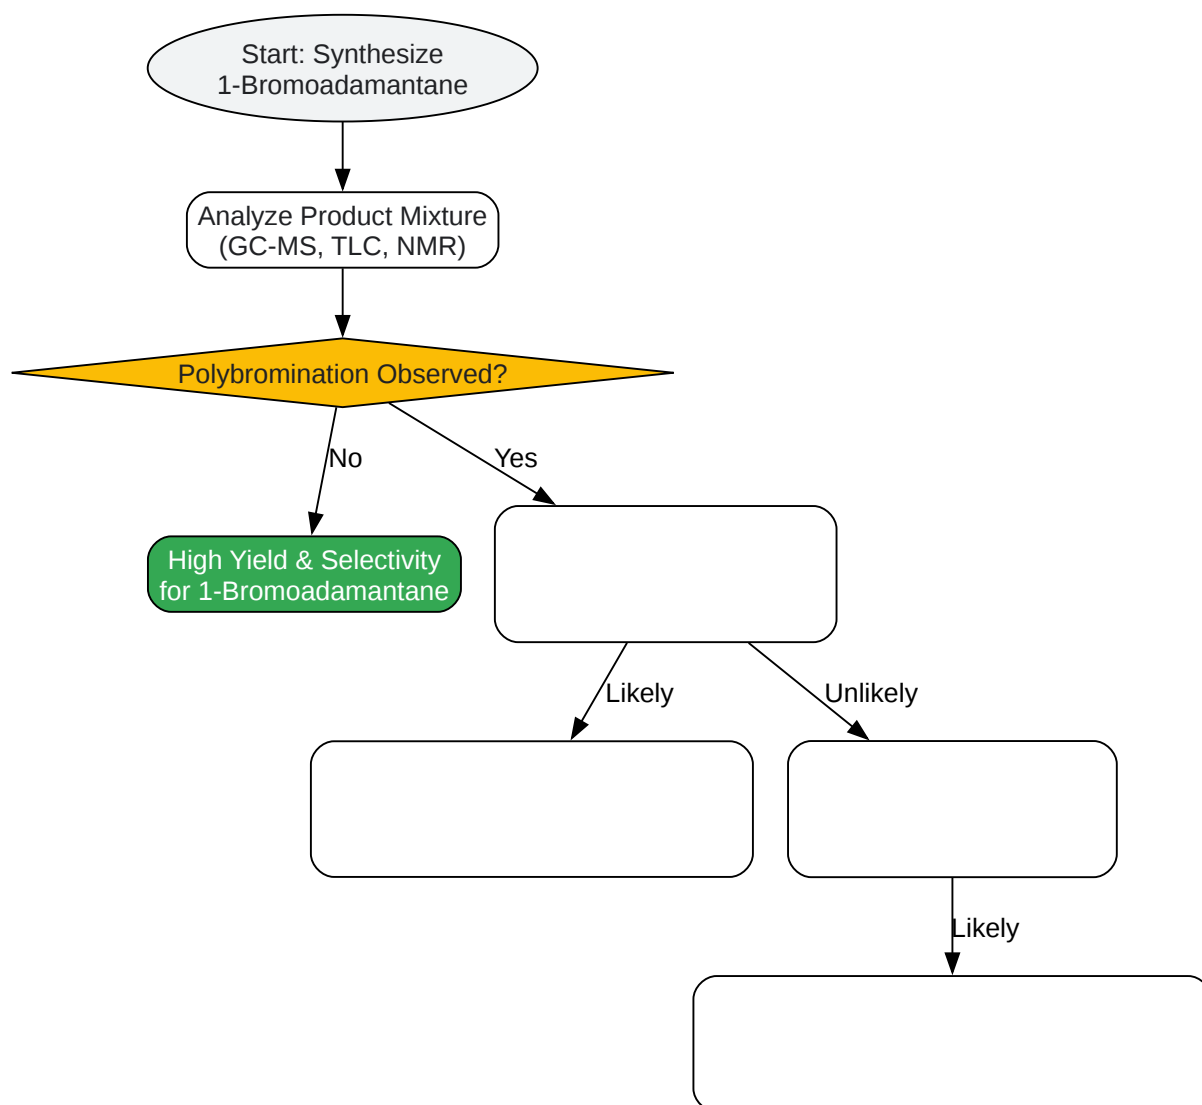 Start: Synthesize
1-Bromoadamantane
Analyze Product Mixture
(GC-MS, TLC, NMR)
Polybromination Observed?
No
Yes
High Yield & Selectivity
for 1-Bromoadamantane
Likely
Unlikely
Likely